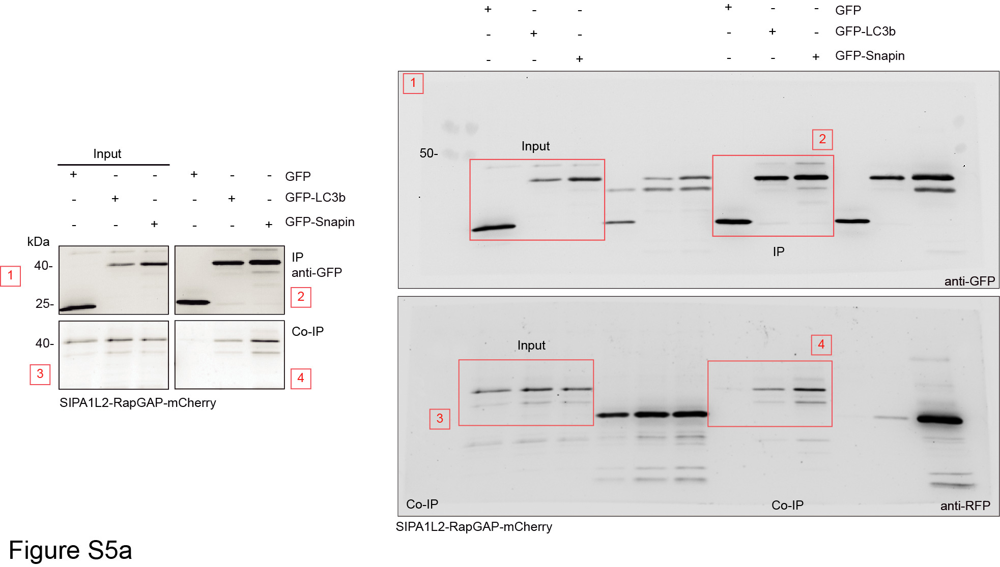 Input
+ - - + - - GFP
- + - - + - GFP-LC3b
- - + - - + GFP-Snapin
kDa
40-
25-
1
IP
anti-GFP
2
40-
3
Co-IP
4
SIPA1L2-RapGAP-mCherry
+ - - + - - GFP
- + - - + - GFP-LC3b
- - + - - + GFP-Snapin
1
50-
Input
2
IP
anti-GFP
Input
4
3
Co-IP
Co-IP
anti-RFP
SIPA1L2-RapGAP-mCherry
Figure S5a